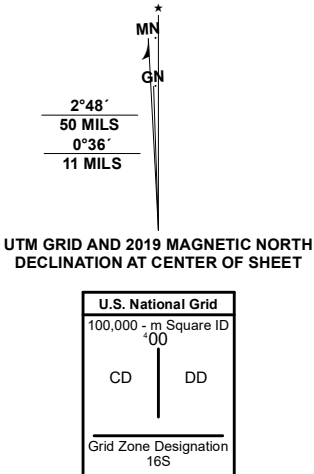 ★
MN
GN
2°48´
50 MILS
0°36´
11 MILS
UTM GRID AND 2019 MAGNETIC NORTH
DECLINATION AT CENTER OF SHEET
U.S. National Grid
100,000 - m Square ID
⁴00
CD DD
Grid Zone Designation
16S